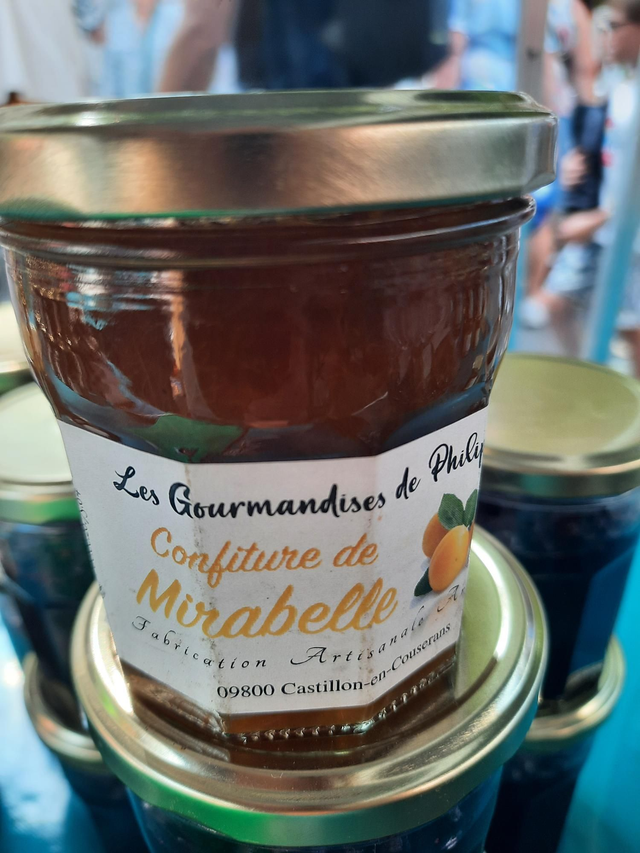 Les Gourmandises de
Confiture de
Mirabelle
Fabrication Artisanale
09800 Castillon-en-Couserans